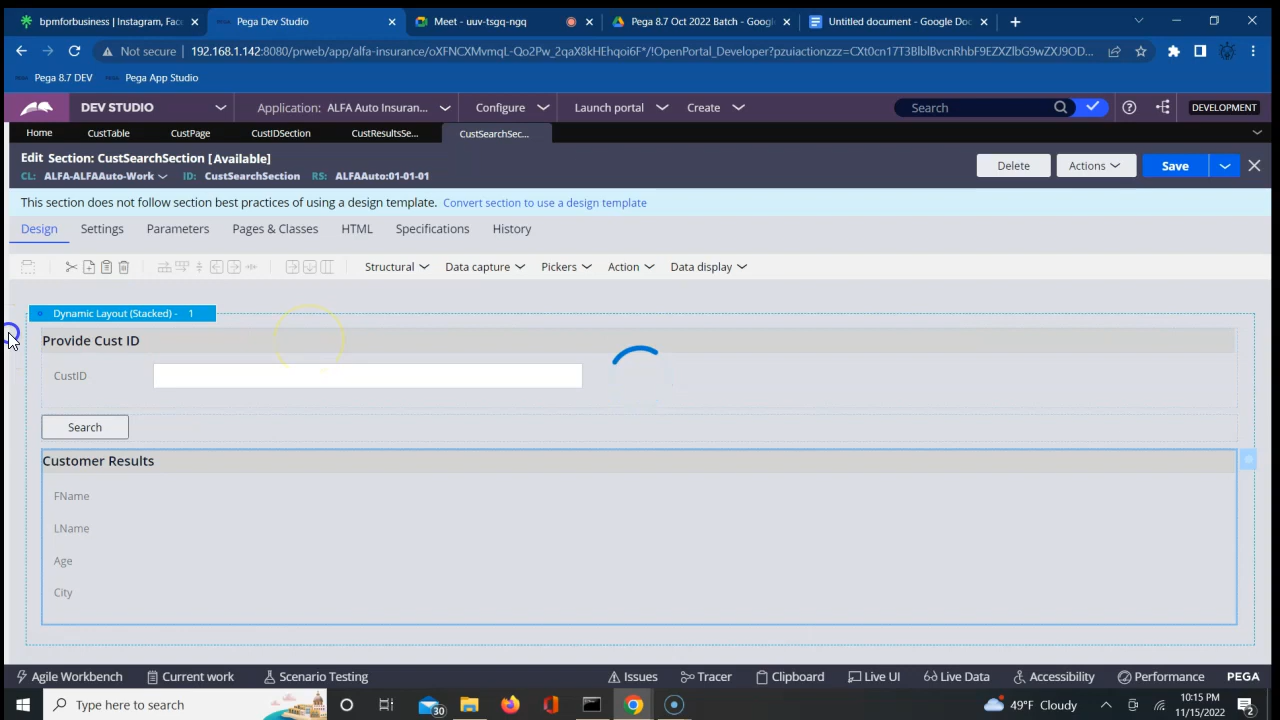 bpmforbusiness | Instagram, Fac
Pega Dev Studio
Meet - uuv-tsgq-ngq
Pega 8.7 Oct 2022 Batch - Google
Untitled document - Google Doc
Not secure 192.168.1.142:8080/prweb/app/alfa-insurance/oXFNCXMvmqL-Qo2Pw_2qaX8kHEhqoi6F*/!OpenPortal_Developer?pzuiactionzzz=CXt0cn17T3BlblBvcnRhbF9EZXZlbG9wZXJ9OD...
Pega 8.7 DEV
Pega App Studio
DEV STUDIO
Application: ALFA Auto Insuran...
Configure
Launch portal
Create
Search
DEVELOPMENT
Home
CustTable
CustPage
CustIDSection
CustResultsSe...
CustSearchSec...
Edit Section: CustSearchSection [Available]
CL: ALFA-ALFAAuto-Work ID: CustSearchSection RS: ALFAAuto:01-01-01
Delete
Actions
Save
This section does not follow section best practices of using a design template. Convert section to use a design template
Design
Settings
Parameters
Pages & Classes
HTML
Specifications
History
Structural
Data capture
Pickers
Action
Data display
Dynamic Layout (Stacked) - 1
Provide Cust ID
CustID
Search
Customer Results
FName
LName
Age
City
Agile Workbench
Current work
Scenario Testing
Issues
Tracer
Clipboard
Live UI
Live Data
Accessibility
Performance
PEGA
Type here to search
30
49°F Cloudy
10:15 PM
11/15/2022
2